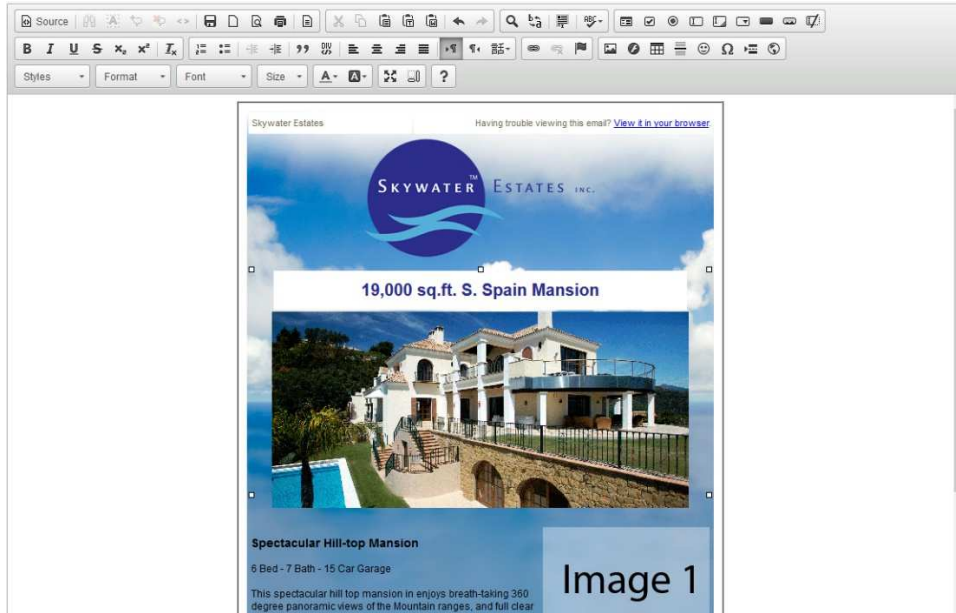 Source
Styles Format Font Size
Skywater Estates
Having trouble viewing this email? View it in your browser.
SKYWATER™ ESTATES INC.
19,000 sq.ft. S. Spain Mansion
Spectacular Hill-top Mansion
6 Bed - 7 Bath - 15 Car Garage
This spectacular hill top mansion in enjoys breath-taking 360
degree panoramic views of the Mountain ranges, and full clear
Image 1